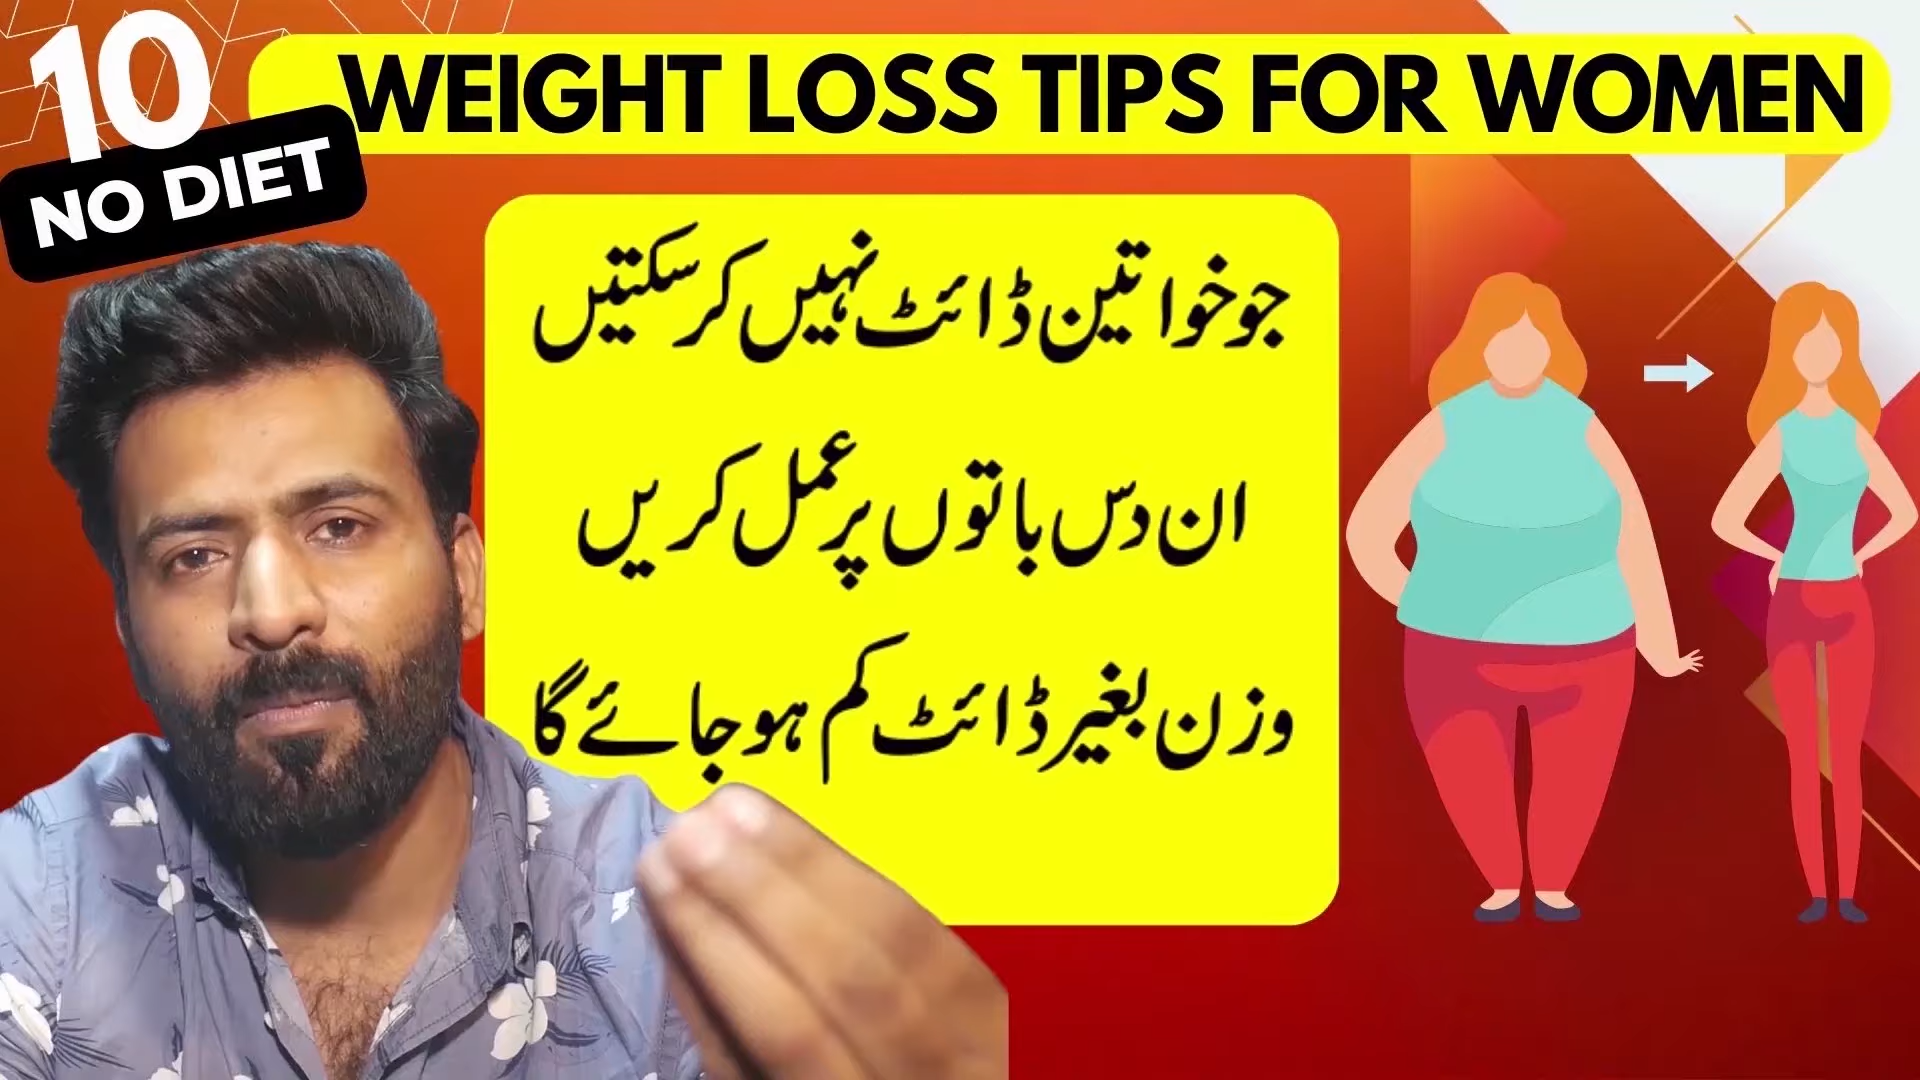 10
NO DIET
WEIGHT LOSS TIPS FOR WOMEN
جو خواتین ڈائٹ نہیں کر سکتیں
ان دس باتوں پر عمل کریں
وزن بغیر ڈائٹ کم ہو جائے گا